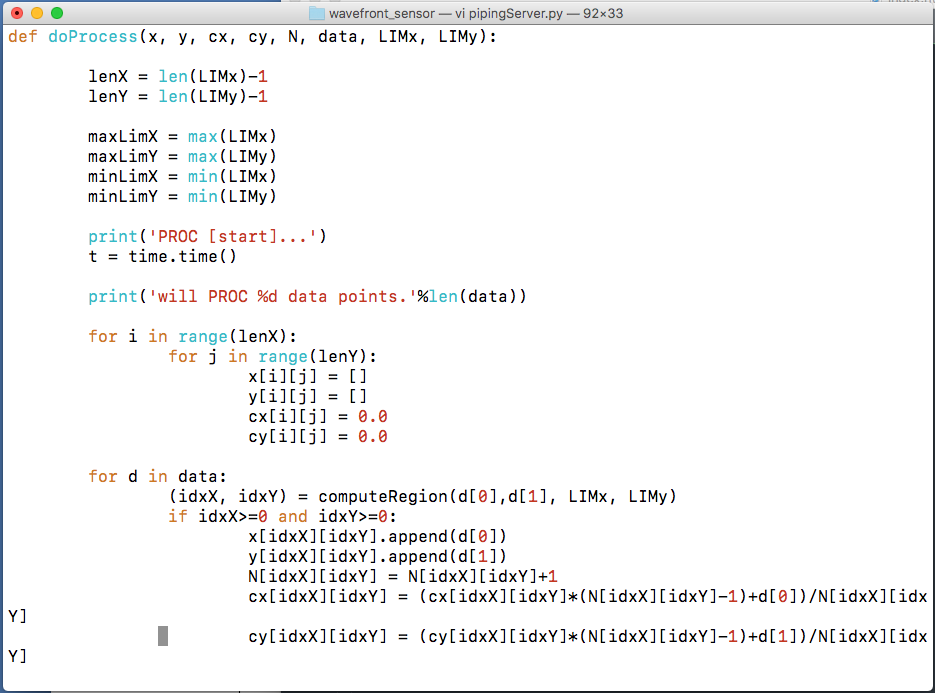 wavefront_sensor — vi pipingServer.py — 92×33
def doProcess(x, y, cx, cy, N, data, LIMx, LIMy):
lenX = len(LIMx)-1
lenY = len(LIMy)-1
maxLimX = max(LIMx)
maxLimY = max(LIMy)
minLimX = min(LIMx)
minLimY = min(LIMy)
print('PROC [start]...')
t = time.time()
print('will PROC %d data points.'%len(data))
for i in range(lenX):
for j in range(lenY):
x[i][j] = []
y[i][j] = []
cx[i][j] = 0.0
cy[i][j] = 0.0
for d in data:
(idxX, idxY) = computeRegion(d[0],d[1], LIMx, LIMy)
if idxX>=0 and idxY>=0:
x[idxX][idxY].append(d[0])
y[idxX][idxY].append(d[1])
N[idxX][idxY] = N[idxX][idxY]+1
cx[idxX][idxY] = (cx[idxX][idxY]*(N[idxX][idxY]-1)+d[0])/N[idxX][idx
Y]
cy[idxX][idxY] = (cy[idxX][idxY]*(N[idxX][idxY]-1)+d[1])/N[idxX][idx
Y]